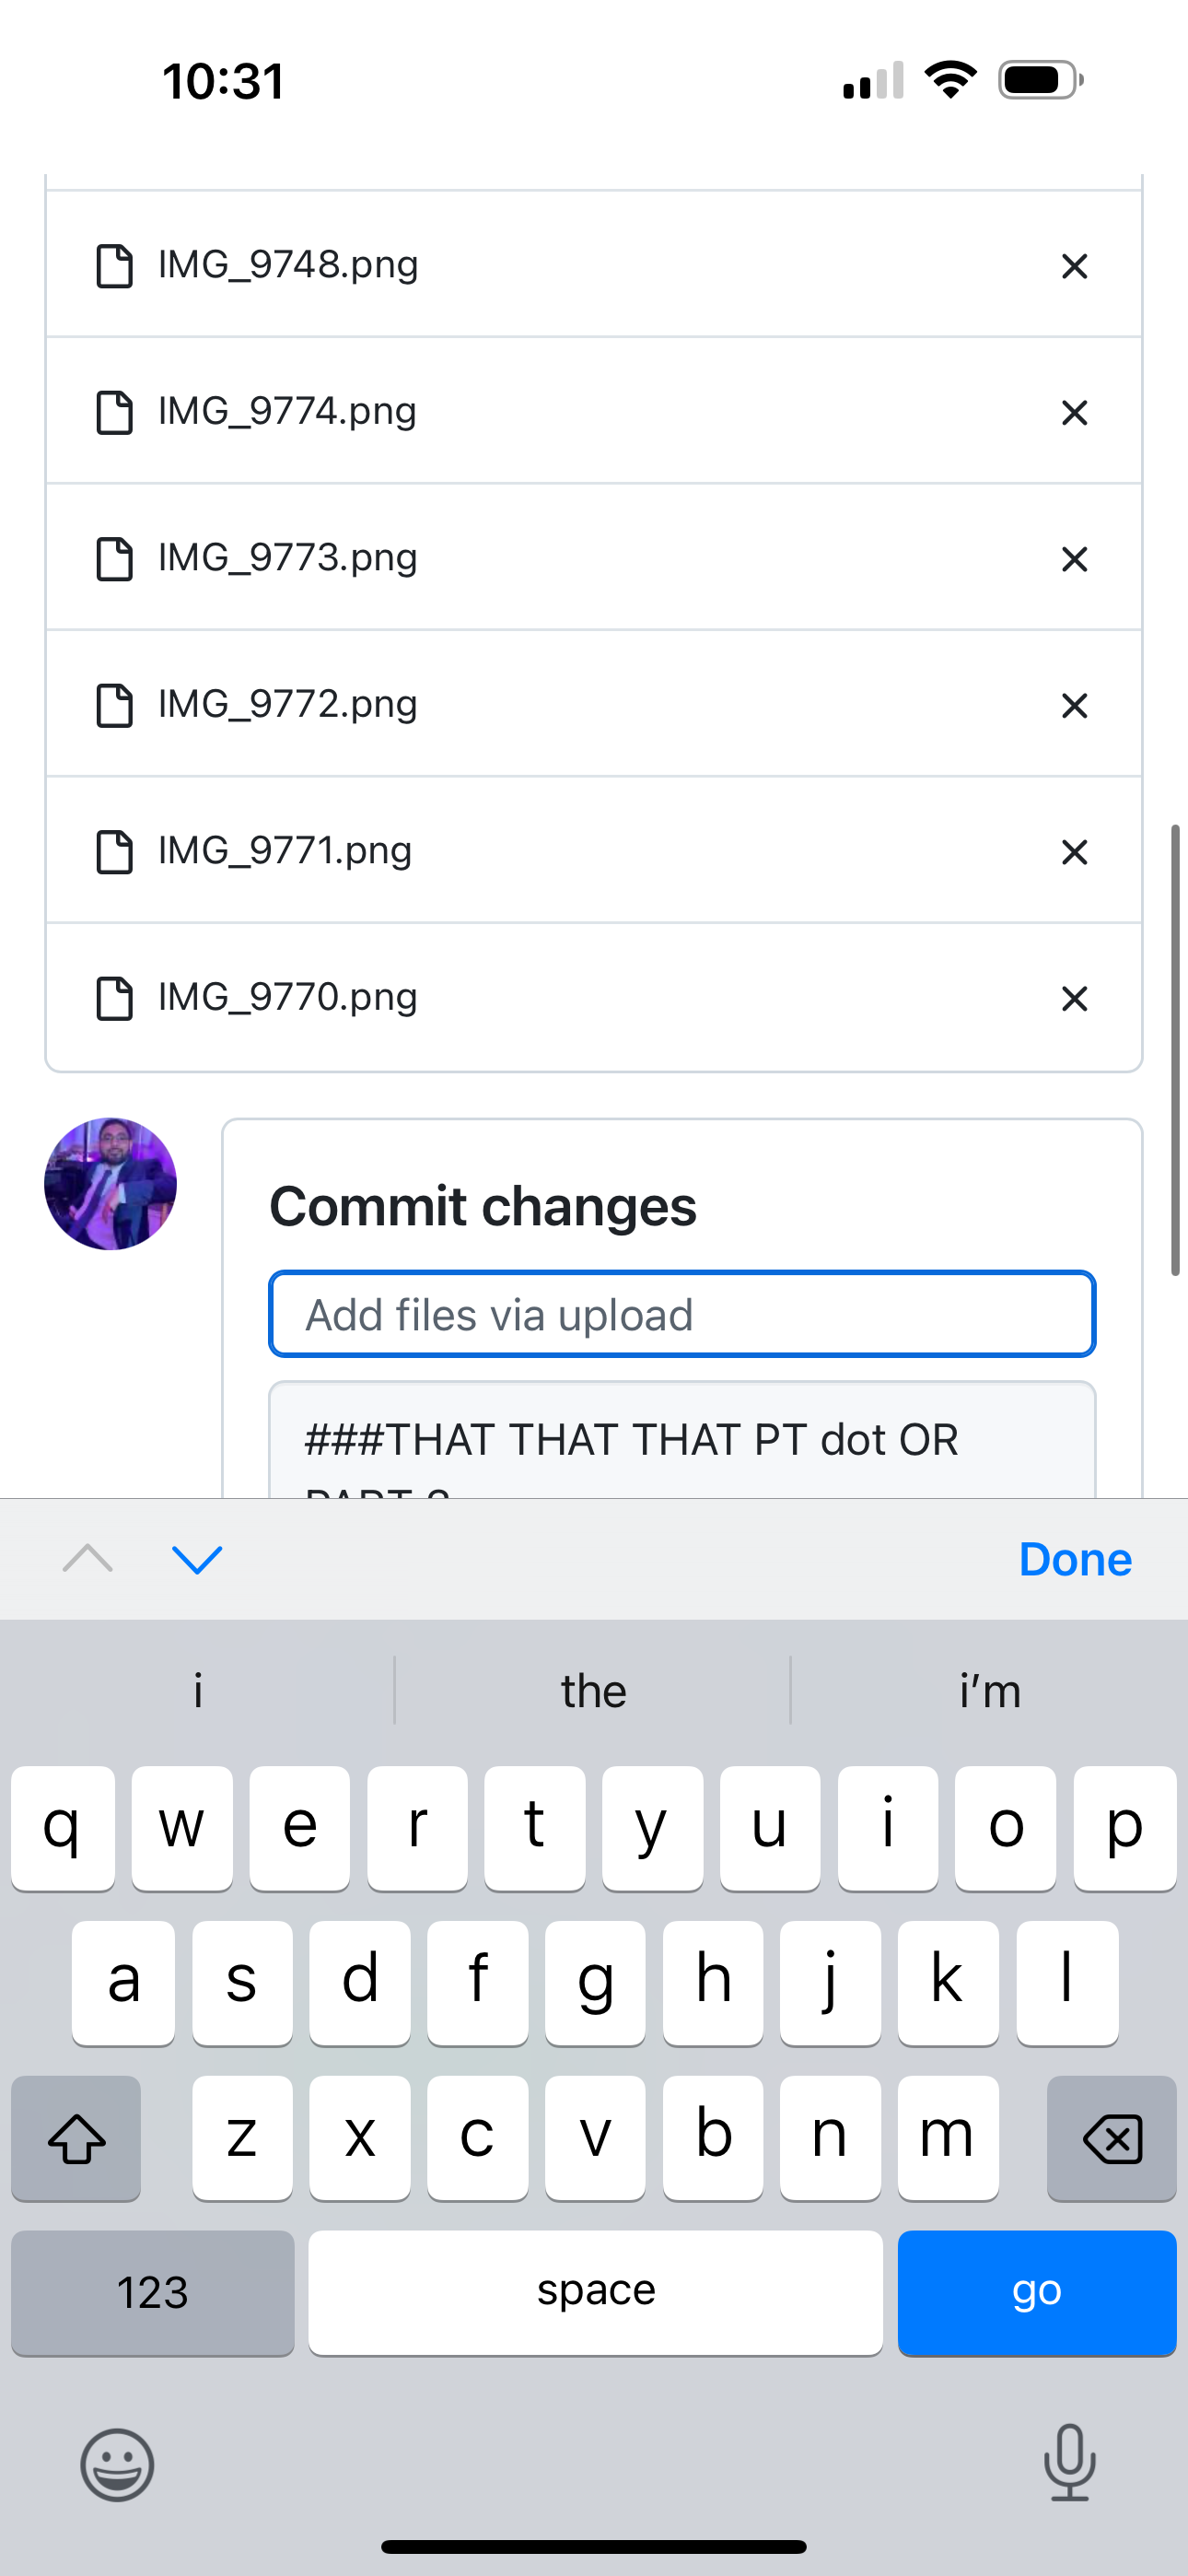 10:31
IMG_9748.png
IMG_9774.png
IMG_9773.png
IMG_9772.png
IMG_9771.png
IMG_9770.png
Commit changes
Add files via upload
###THAT THAT THAT PT dot OR
Done
i the i'm
q w e r t y u i o p
a s d f g h j k l
z x c v b n m
123 space go